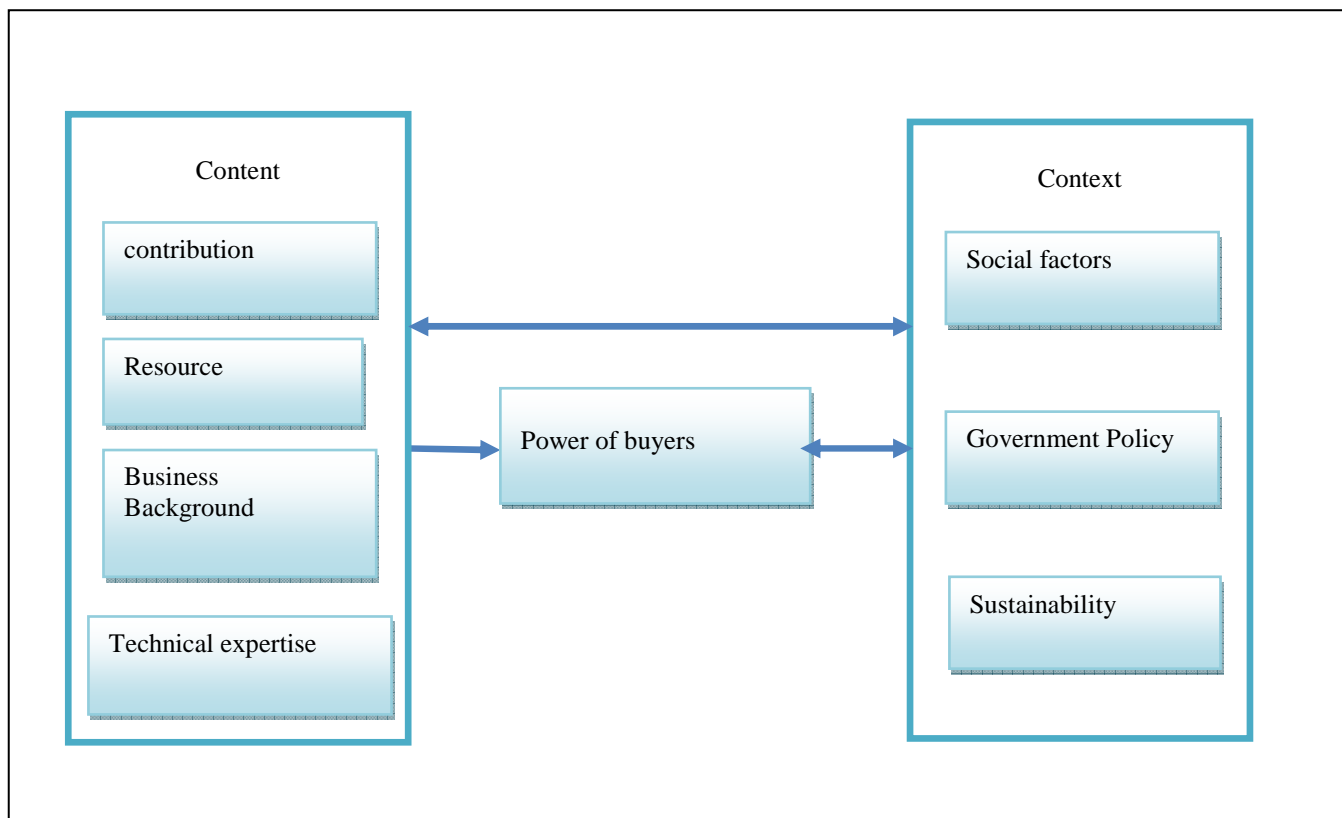 Content
contribution
Resource
Business
Background
Technical expertise
Power of buyers
Context
Social factors
Government Policy
Sustainability